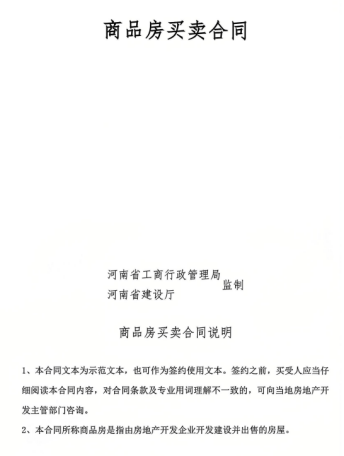 商品房买卖合同
河南省工商行政管理局
河南省建设厅
监制
商品房买卖合同说明
1、本合同文本为示范文本，也可作为签约使用文本。签约之前，买受人应当仔
细阅读本合同内容，对合同条款及专业用词理解不一致的，可向当地房地产开
发主管部门咨询。
2、本合同所称商品房是指由房地产开发企业开发建设并出售的房屋。